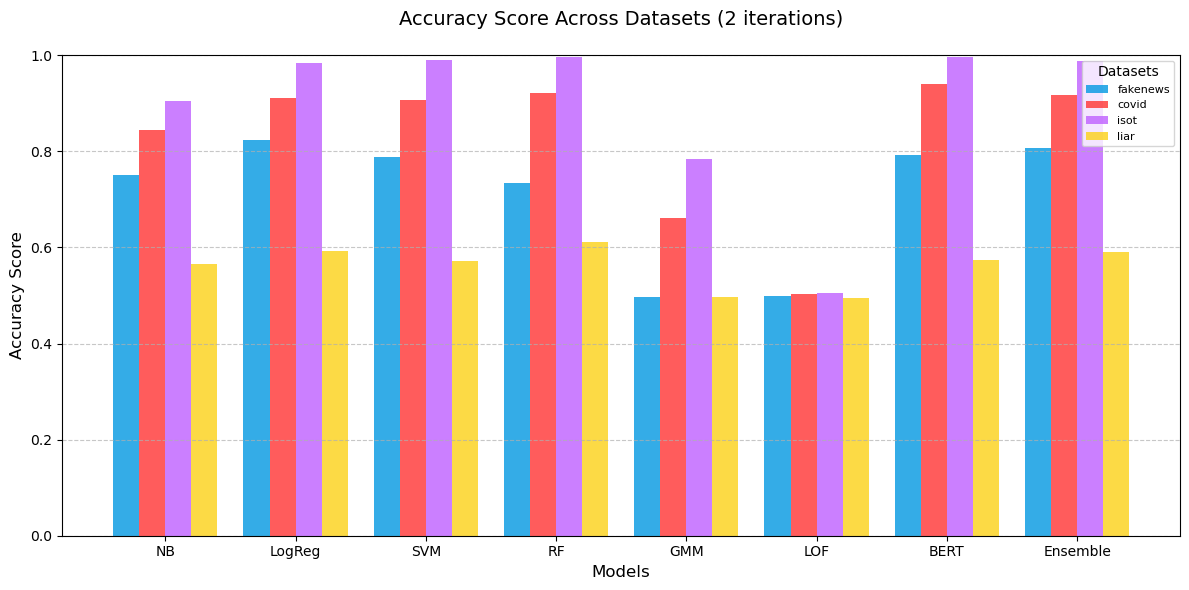 Accuracy Score Across Datasets (2 iterations)
Accuracy Score
1.0
0.8
0.6
0.4
0.2
0.0
Datasets
fakenews
covid
isot
liar
NB LogReg SVM RF GMM LOF BERT Ensemble
Models